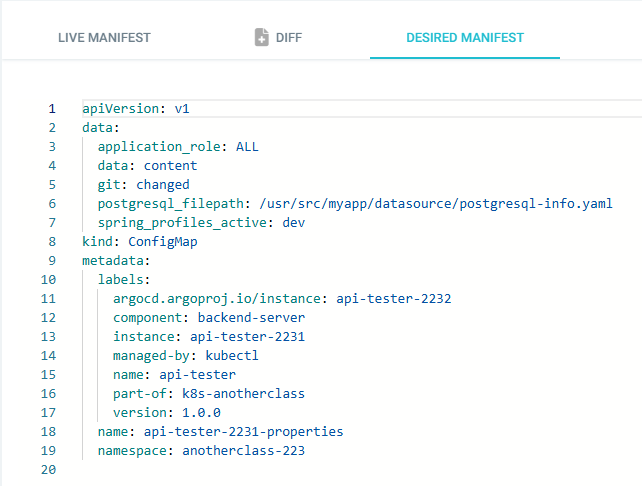 LIVE MANIFEST DIFF DESIRED MANIFEST
1 apiVersion: v1
2 data:
3 application_role: ALL
4 data: content
5 git: changed
6 postgresql_filepath: /usr/src/myapp/datasource/postgresql-info.yaml
7 spring_profiles_active: dev
8 kind: ConfigMap
9 metadata:
10 labels:
11 argocd.argoproj.io/instance: api-tester-2232
12 component: backend-server
13 instance: api-tester-2231
14 managed-by: kubectl
15 name: api-tester
16 part-of: k8s-anotherclass
17 version: 1.0.0
18 name: api-tester-2231-properties
19 namespace: anotherclass-223
20